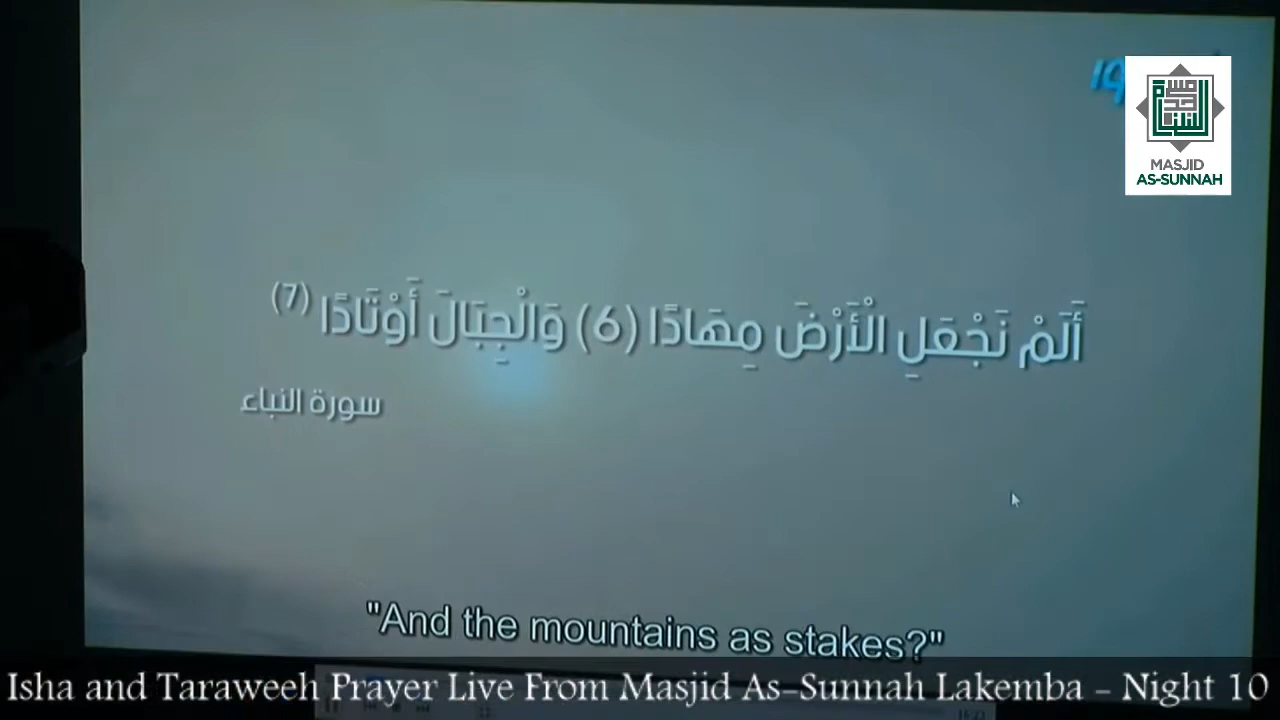 MASJID
AS-SUNNAH
أَلَمْ نَجْعَلِ الْأَرْضَ مِهَادًا (6) وَالْجِبَالَ أَوْتَادًا (7)
سورة النباء
"And the mountains as stakes?"
Isha and Taraweeh Prayer Live From Masjid As-Sunnah Lakemba - Night 10